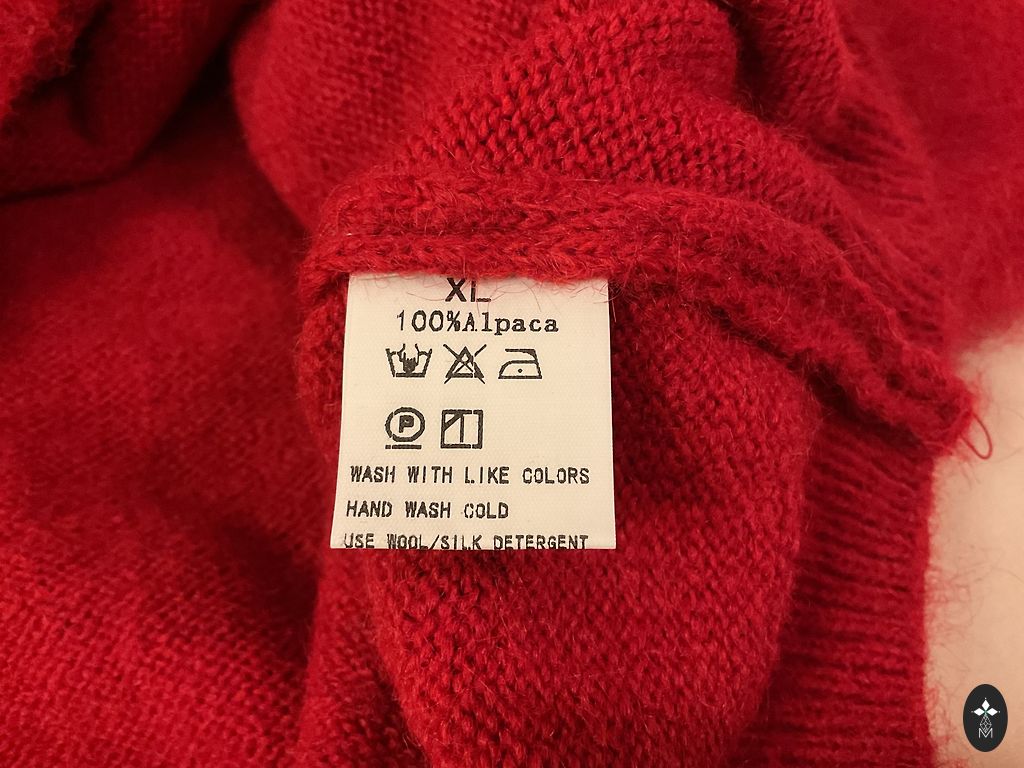 XL
100%Alpaca
P
WASH WITH LIKE COLORS
HAND WASH COLD
USE WOOL/SILK DETERGENT
M